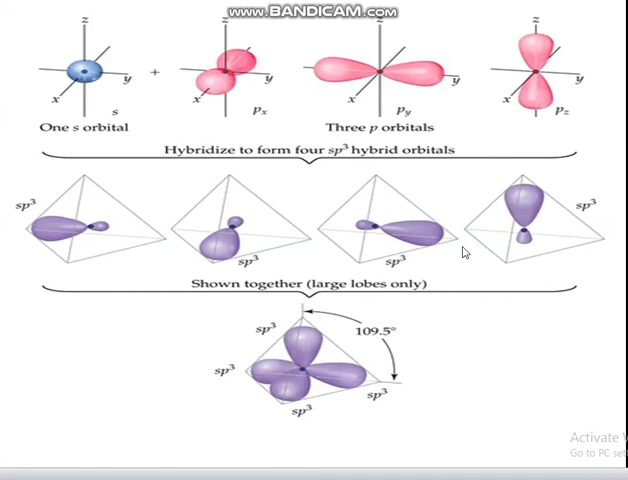 www.BANDICAM.com
z z z z
+
y y y y
x x x x
s px py pz
One s orbital Three p orbitals
Hybridize to form four sp³ hybrid orbitals
sp³ sp³ sp³ sp³
Shown together (large lobes only)
sp³ 109.5°
sp³ sp³
sp³
Activate W
Go to PC set